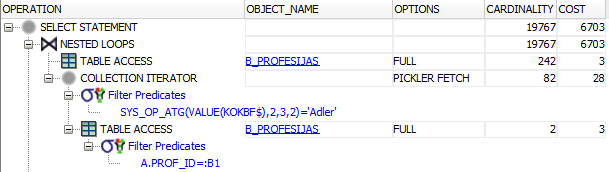 OPERATION OBJECT_NAME OPTIONS CARDINALITY COST
SELECT STATEMENT 19767 6703
NESTED LOOPS 19767 6703
TABLE ACCESS B_PROFESIJAS FULL 242 3
COLLECTION ITERATOR PICKLER FETCH 82 28
Filter Predicates
SYS_OP_ATG(VALUE(KOKBF$),2,3,2)='Adler'
TABLE ACCESS B_PROFESIJAS FULL 2 3
Filter Predicates
A.PROF_ID=:B1